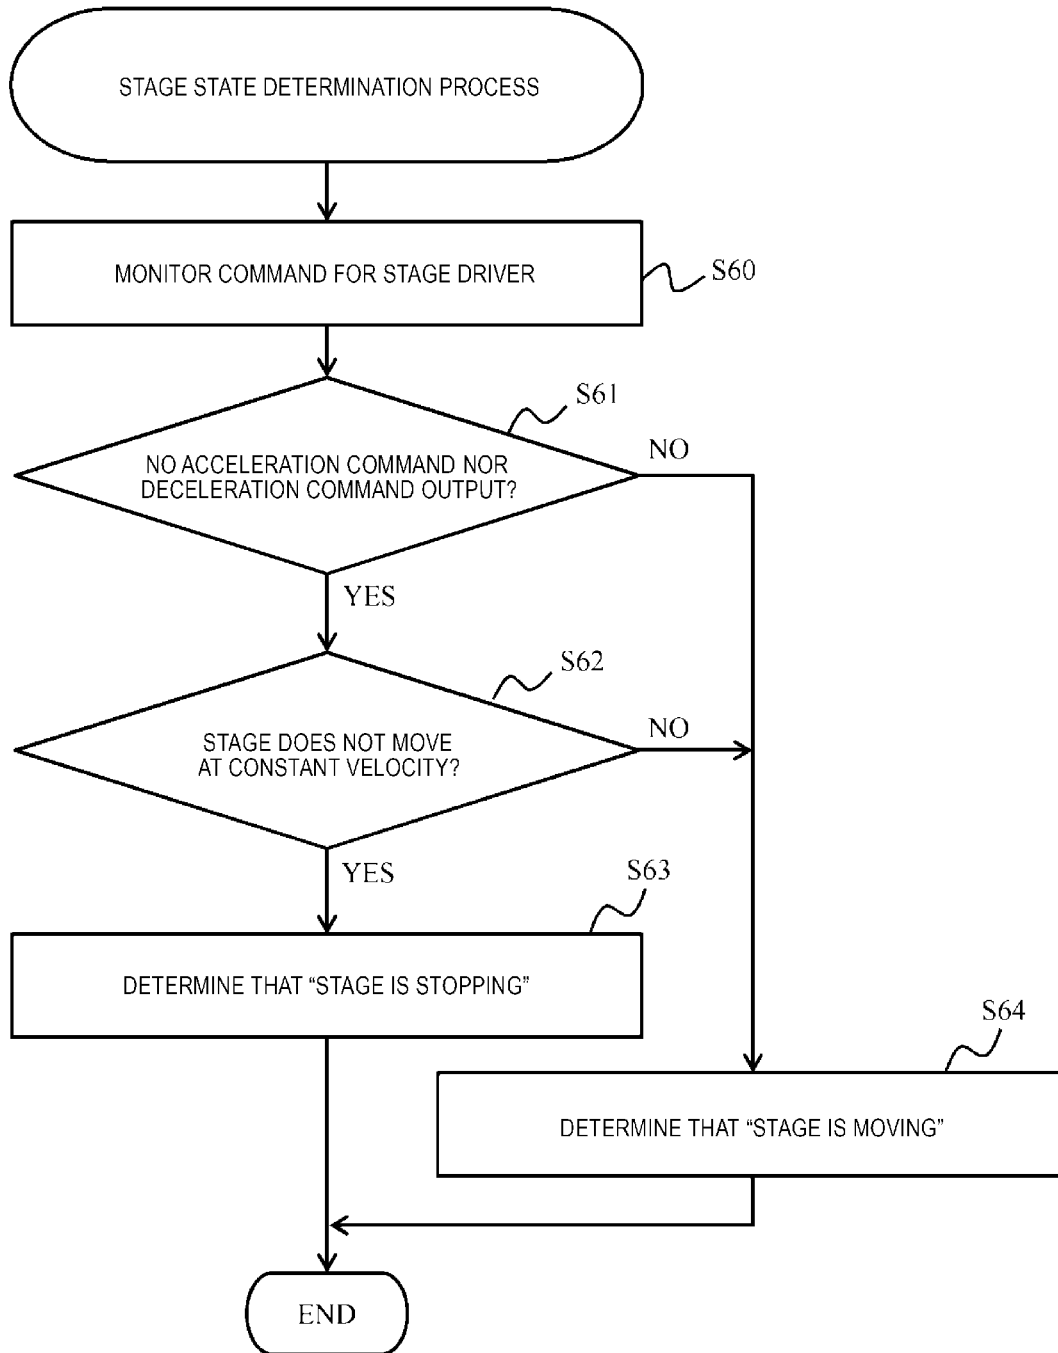 STAGE STATE DETERMINATION PROCESS
MONITOR COMMAND FOR STAGE DRIVER
S60
S61
NO ACCELERATION COMMAND NOR
DECELERATION COMMAND OUTPUT?
NO
YES
S62
STAGE DOES NOT MOVE
AT CONSTANT VELOCITY?
NO
YES
S63
DETERMINE THAT “STAGE IS STOPPING”
S64
DETERMINE THAT “STAGE IS MOVING”
END